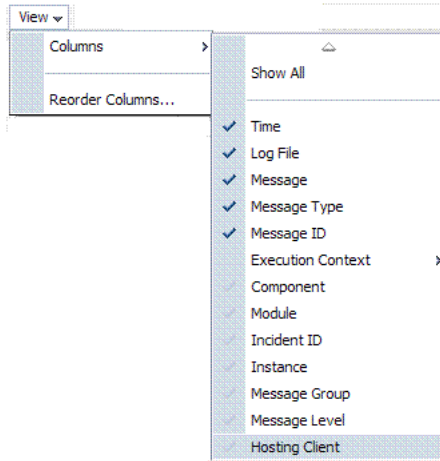 View
Columns
Reorder Columns...
Show All
Time
Log File
Message
Message Type
Message ID
Execution Context
Component
Module
Incident ID
Instance
Message Group
Message Level
Hosting Client